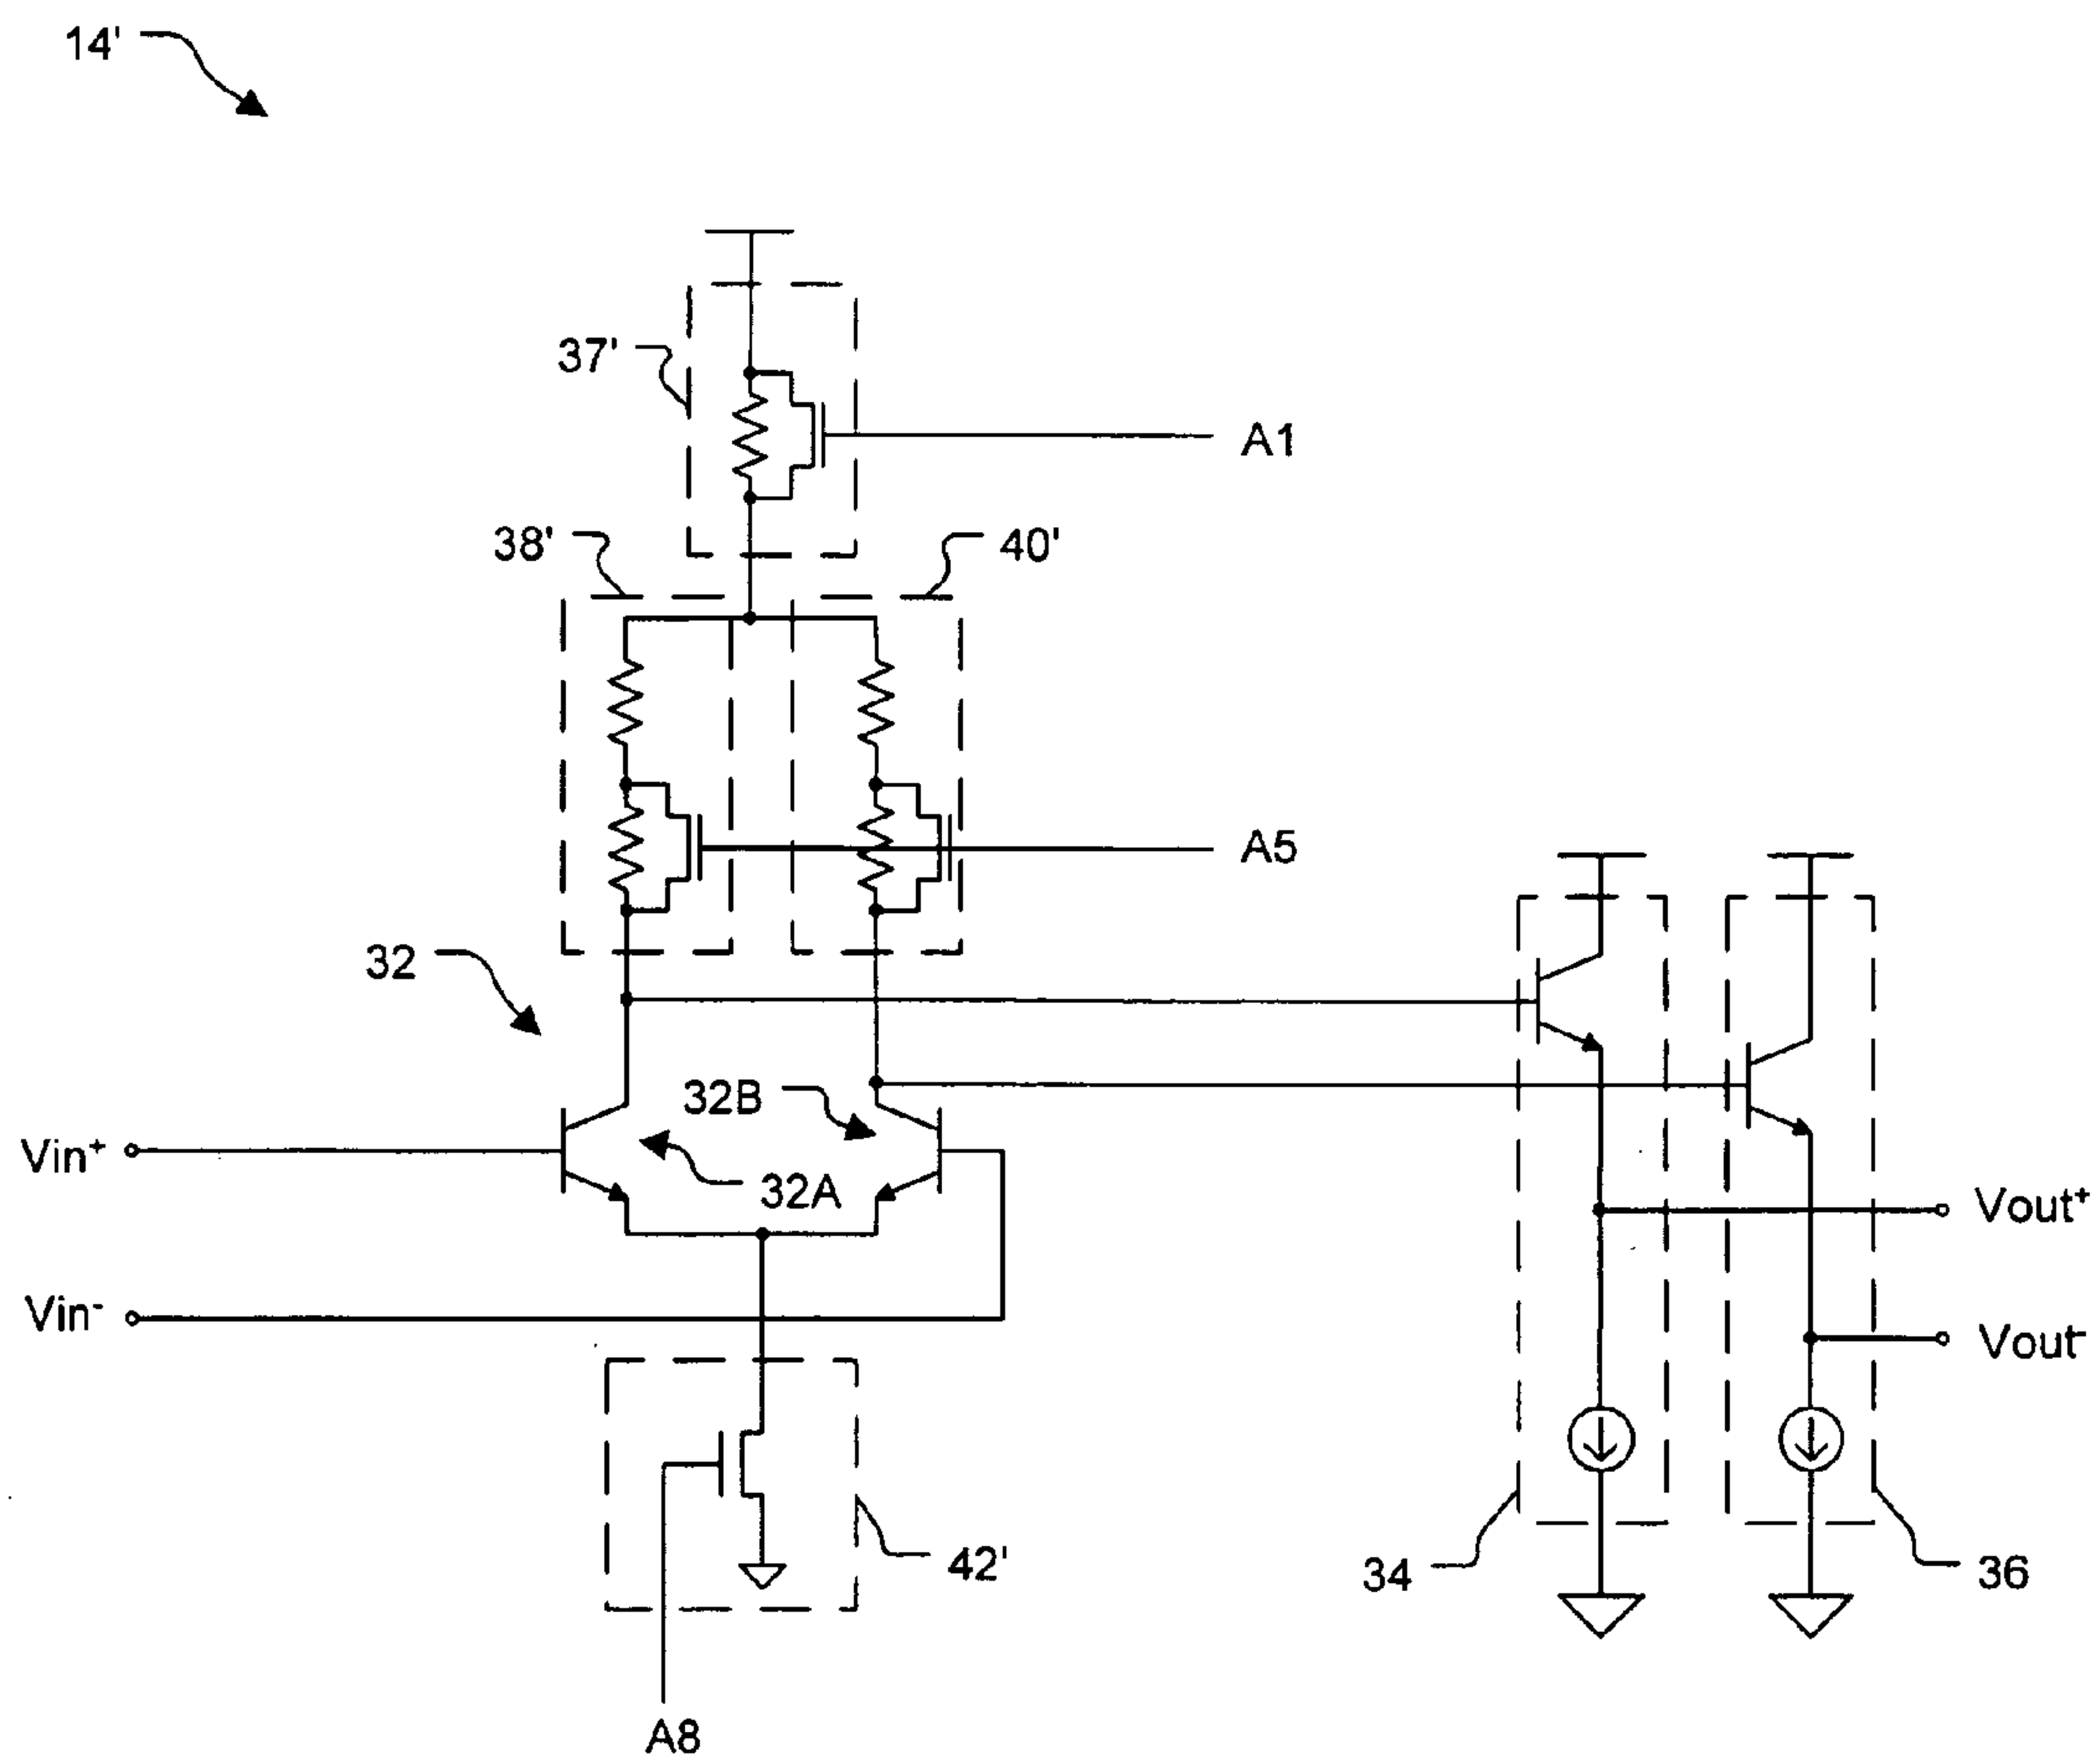 14'
37'
A1
38'
40'
A5
32
32B
Vin+
32A
Vout+
Vin-
Vout-
42'
34
36
A8